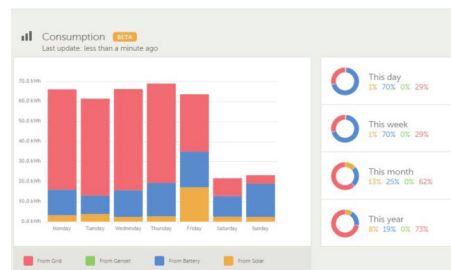 Consumption BETA
Last update: less than a minute ago
70.0 kWh
60.0 kWh
50.0 kWh
40.0 kWh
30.0 kWh
20.0 kWh
10.0 kWh
0.0 kWh
Monday Tuesday Wednesday Thursday Friday Saturday Sunday
From Grid From Genset From Battery From Solar
This day
1% 70% 0% 29%
This week
1% 70% 0% 29%
This month
13% 25% 0% 62%
This year
8% 19% 0% 73%